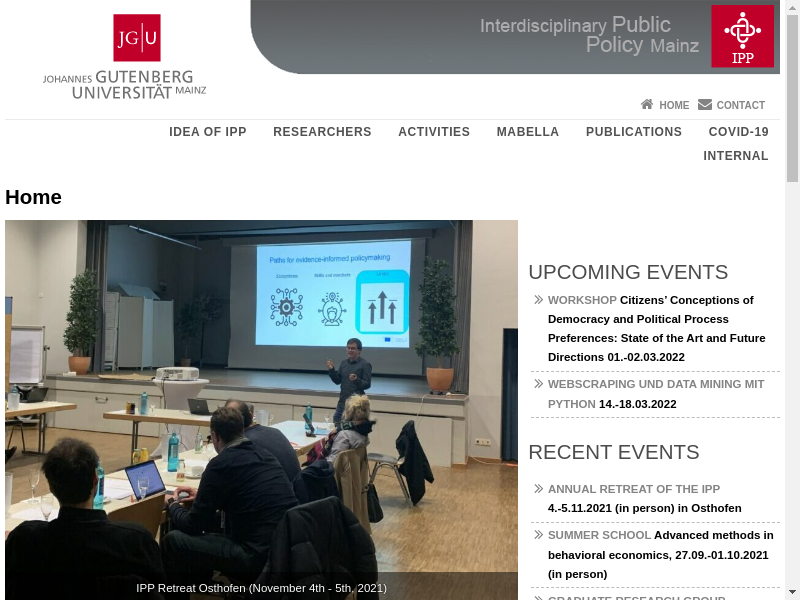 JG|U
JOHANNES GUTENBERG
UNIVERSITÄT MAINZ
Interdisciplinary Public
Policy Mainz
IPP
HOME CONTACT
IDEA OF IPP RESEARCHERS ACTIVITIES MABELLA PUBLICATIONS COVID-19
INTERNAL
Home
Paths for evidence-informed policymaking
IPP Retreat Osthofen (November 4th - 5th, 2021)
UPCOMING EVENTS
WORKSHOP Citizens’ Conceptions of
Democracy and Political Process
Preferences: State of the Art and Future
Directions 01.-02.03.2022
WEBSCRAPING UND DATA MINING MIT
PYTHON 14.-18.03.2022
RECENT EVENTS
ANNUAL RETREAT OF THE IPP
4.-5.11.2021 (in person) in Osthofen
SUMMER SCHOOL Advanced methods in
behavioral economics, 27.09.-01.10.2021
(in person)
GRADUATE RESEARCH GROUP